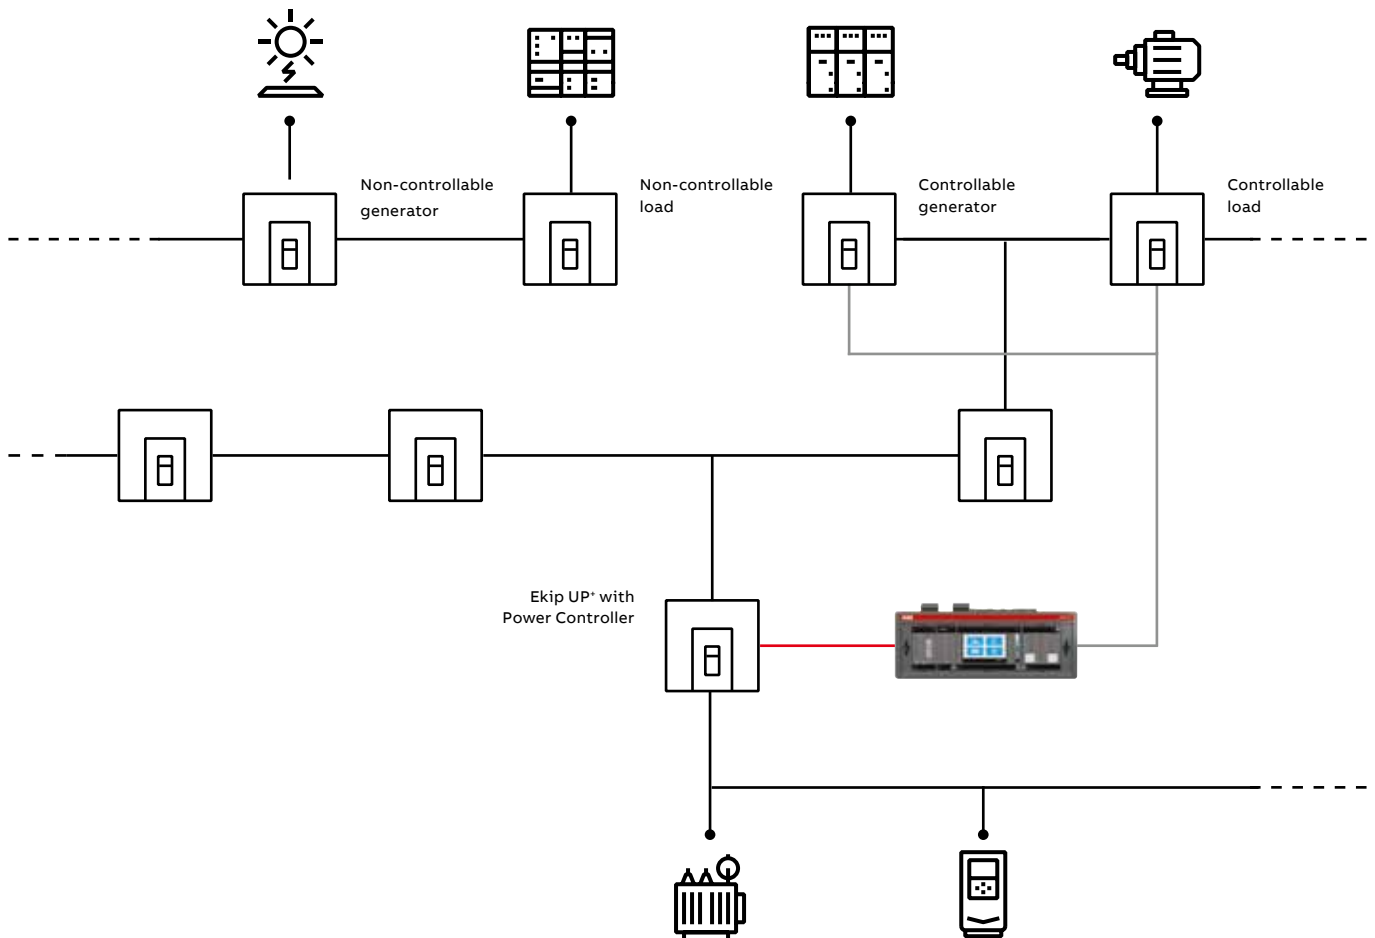 Non-controllable
generator
Non-controllable
load
Controllable
generator
Controllable
load
Ekip UP⁺ with
Power Controller